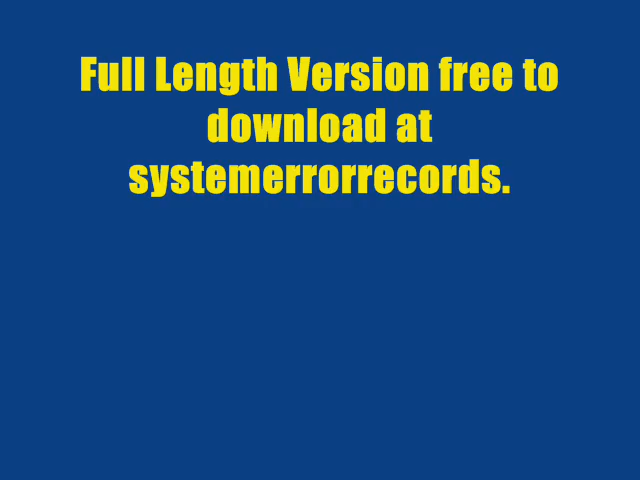 Full Length Version free to
download at
systemerrorrecords.